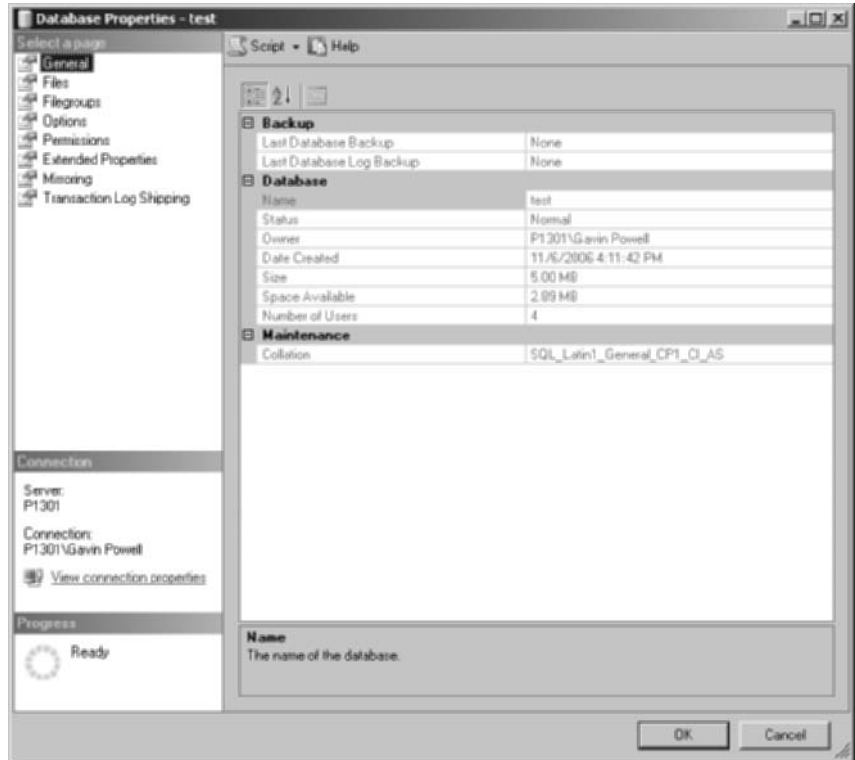 Database Properties - test
Select a page
General
Files
Filegroups
Options
Permissions
Extended Properties
Mirroring
Transaction Log Shipping
Connection
Server:
P1301
Connection:
P1301\Gavin Powell
View connection properties
Progress
Ready
Script Help
Backup
Last Database Backup None
Last Database Log Backup None
Database
Name test
Status Normal
Owner P1301\Gavin Powell
Date Created 11/6/2006 4:11:42 PM
Size 5.00 MB
Space Available 2.89 MB
Number of Users 4
Maintenance
Collation SQL_Latin1_General_CP1_CI_AS
Name
The name of the database.
OK Cancel